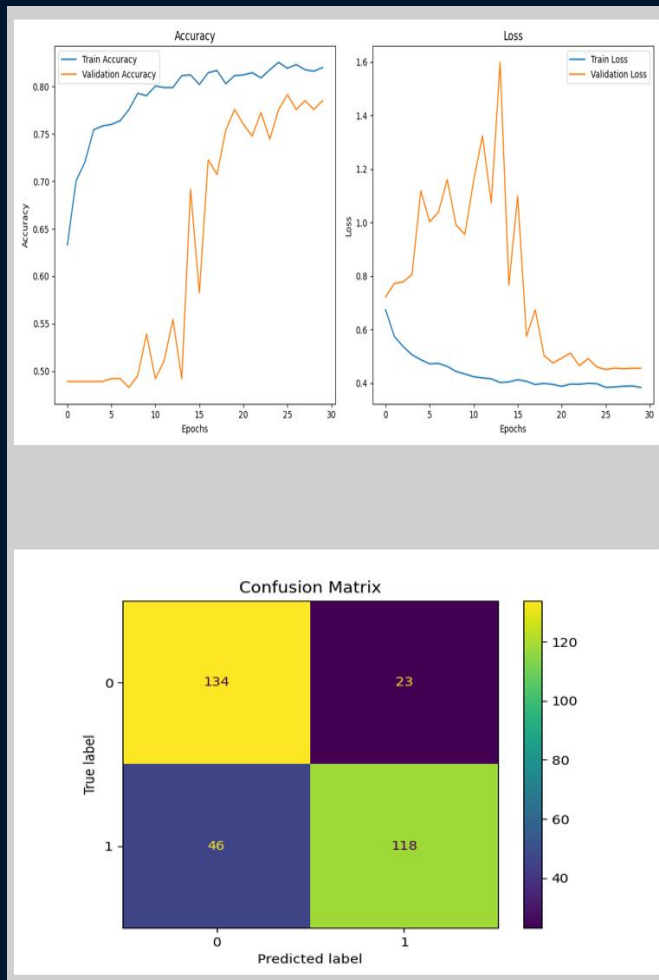 Accuracy
Train Accuracy
Validation Accuracy
0.80
0.75
0.70
0.65
0.60
0.55
0.50
Accuracy
0 5 10 15 20 25 30
Epochs
Loss
Train Loss
Validation Loss
1.6
1.4
1.2
1.0
0.8
0.6
0.4
Loss
0 5 10 15 20 25 30
Epochs
Confusion Matrix
0 134 23
1 46 118
True label
0 1
Predicted label
120
100
80
60
40